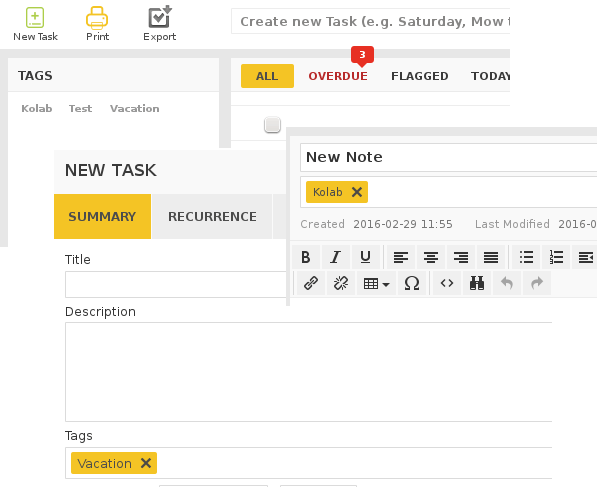 New Task Print Export
Create new Task (e.g. Saturday, Mow
TAGS
Kolab Test Vacation
3
ALL OVERDUE FLAGGED TODAY
NEW TASK
SUMMARY RECURRENCE
Title
Description
Tags
Vacation
New Note
Kolab
Created 2016-02-29 11:55 Last Modified 2016-0
B I U